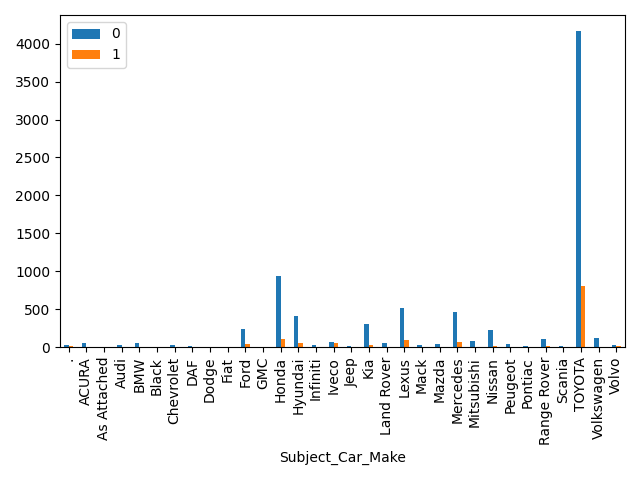 0
1
4000
3500
3000
2500
2000
1500
1000
500
0
.
ACURA
As Attached
Audi
BMW
Black
Chevrolet
DAF
Dodge
Fiat
Ford
GMC
Honda
Hyundai
Infiniti
Iveco
Jeep
Kia
Land Rover
Lexus
Mack
Mazda
Mercedes
Mitsubishi
Nissan
Peugeot
Pontiac
Range Rover
Scania
TOYOTA
Volkswagen
Volvo
Subject_Car_Make